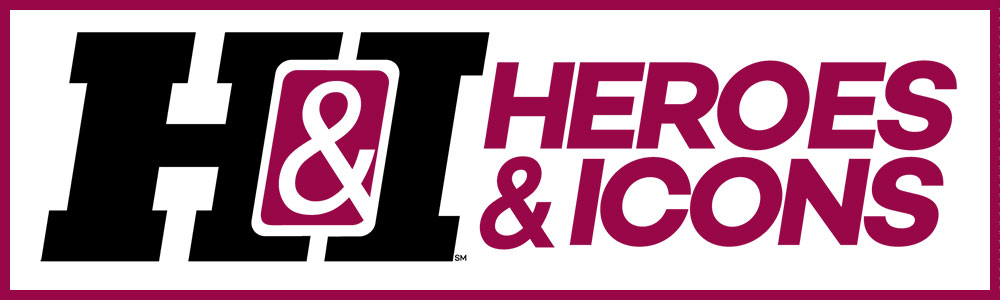 H&I
SM
HEROES
& ICONS